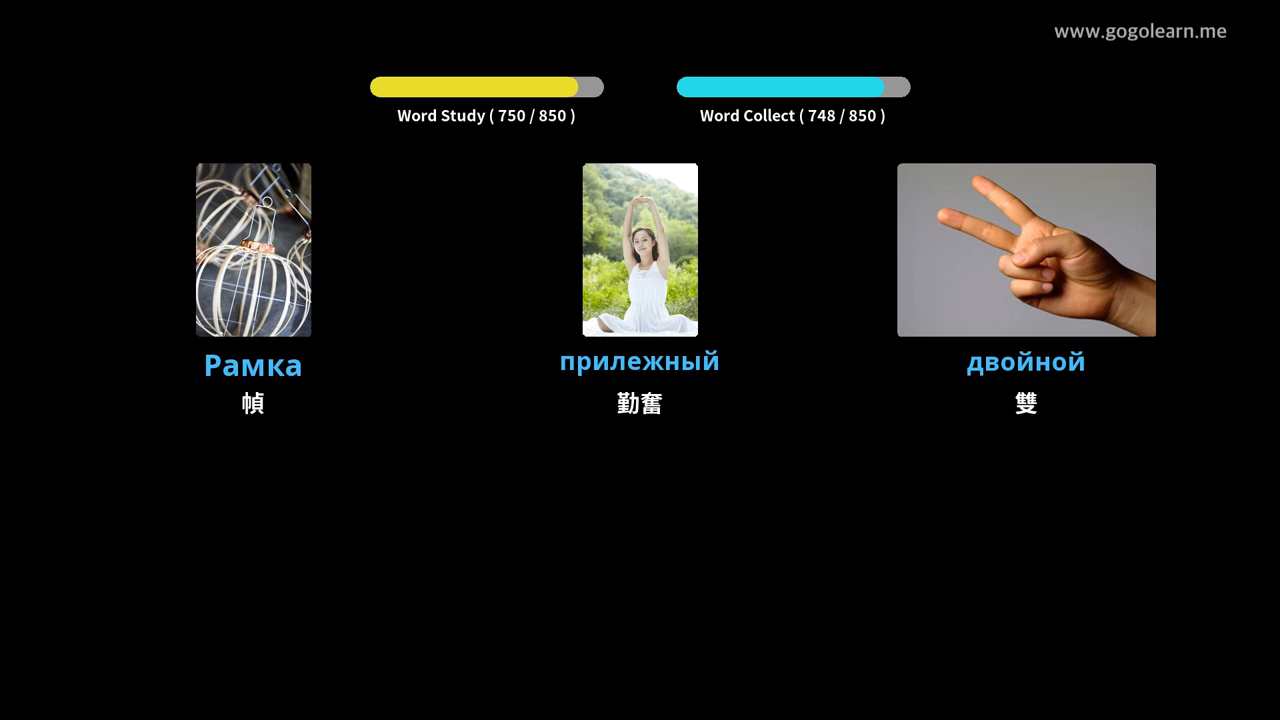 www.gogolearn.me
Word Study ( 750 / 850 )
Word Collect ( 748 / 850 )
Рамка
прилежный
двойной
幀
勤奮
雙